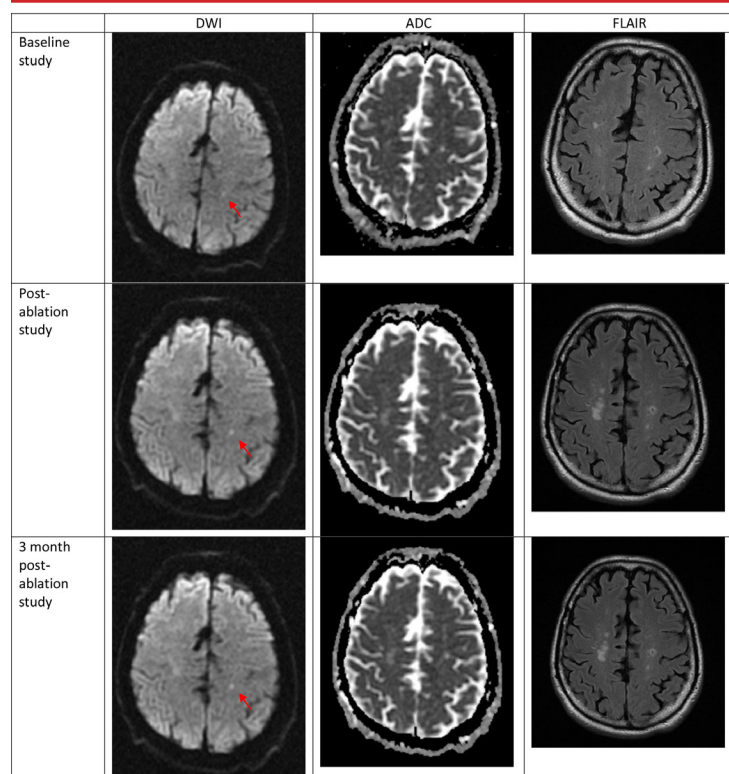 DWI
ADC
FLAIR
Baseline
study
Post-
ablation
study
3 month
post-
ablation
study